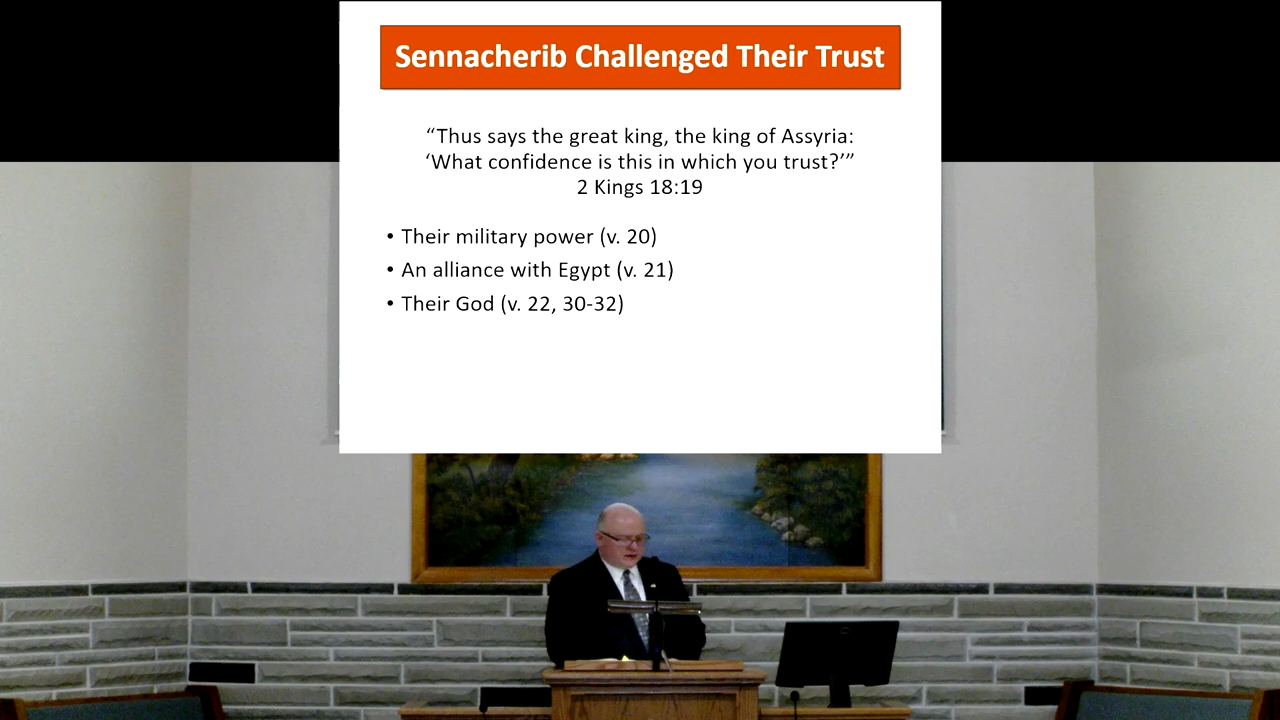 Sennacherib Challenged Their Trust
“Thus says the great king, the king of Assyria:
‘What confidence is this in which you trust?’”
2 Kings 18:19
• Their military power (v. 20)
• An alliance with Egypt (v. 21)
• Their God (v. 22, 30-32)